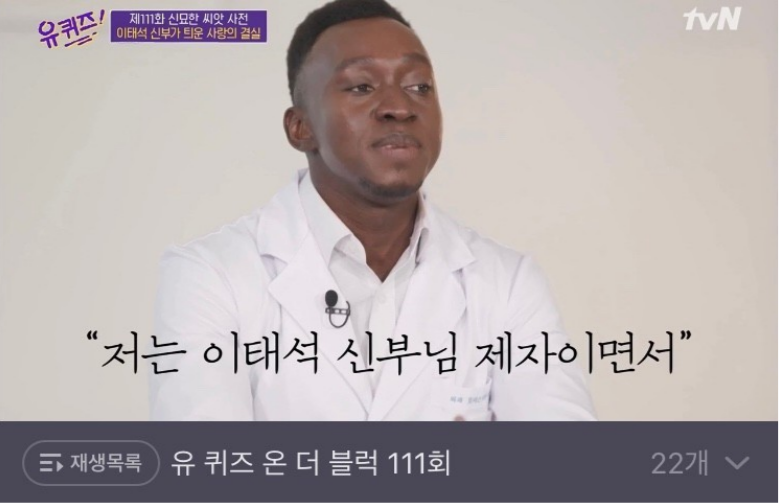 유 퀴즈!
제111화 신묘한 씨앗 사전
이태석 신부가 틔운 사랑의 결실
tvN
“저는 이태석 신부님 제자이면서”
재생목록
유 퀴즈 온 더 블럭 111회
22개